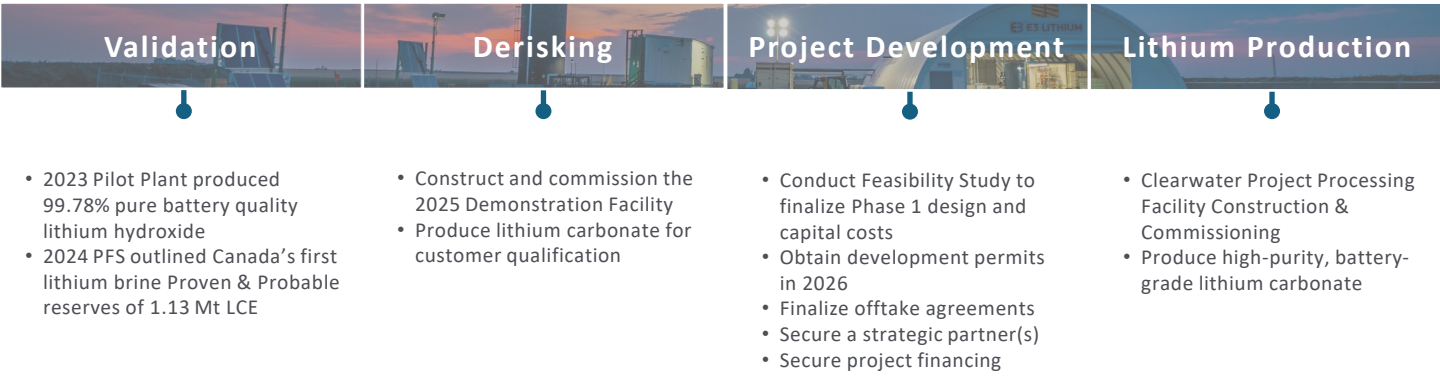 Validation
Derisking
E3 LITHIUM
Project Development
Lithium Production
• 2023 Pilot Plant produced
99.78% pure battery quality
lithium hydroxide
• 2024 PFS outlined Canada’s first
lithium brine Proven & Probable
reserves of 1.13 Mt LCE
• Construct and commission the
2025 Demonstration Facility
• Produce lithium carbonate for
customer qualification
• Conduct Feasibility Study to
finalize Phase 1 design and
capital costs
• Obtain development permits
in 2026
• Finalize offtake agreements
• Secure a strategic partner(s)
• Secure project financing
• Clearwater Project Processing
Facility Construction &
Commissioning
• Produce high-purity, battery-
grade lithium carbonate